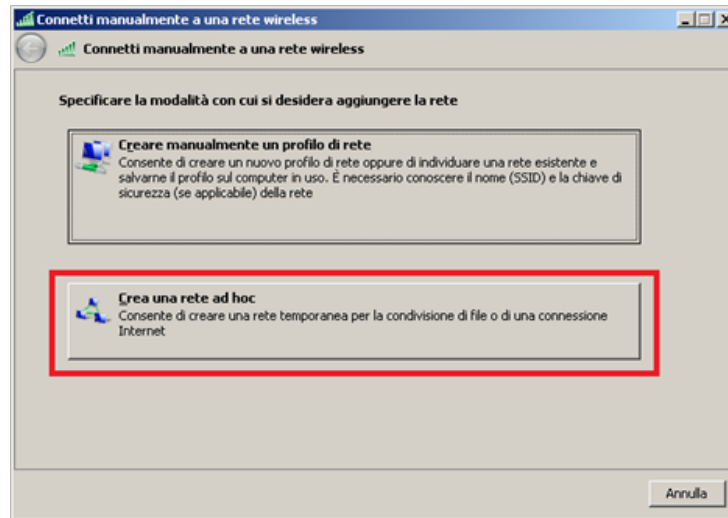 Connetti manualmente a una rete wireless
Connetti manualmente a una rete wireless
Specificare la modalità con cui si desidera aggiungere la rete
Creare manualmente un profilo di rete
Consente di creare un nuovo profilo di rete oppure di individuare una rete esistente e
salvarne il profilo sul computer in uso. È necessario conoscere il nome (SSID) e la chiave di
sicurezza (se applicabile) della rete
Crea una rete ad hoc
Consente di creare una rete temporanea per la condivisione di file o di una connessione
Internet
Annulla